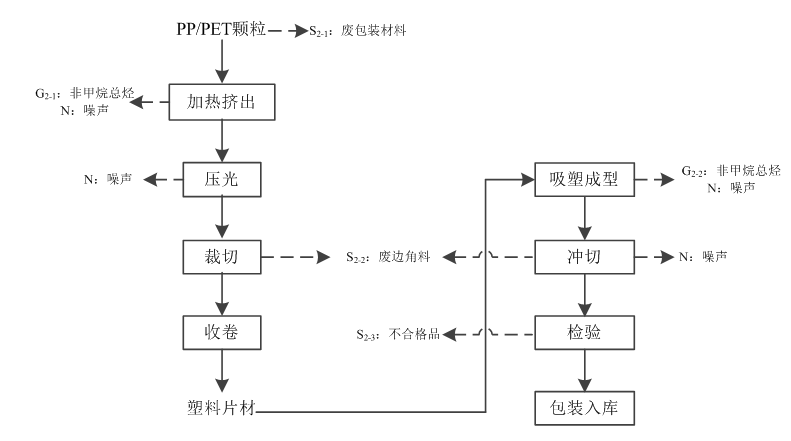 PP/PET颗粒
S2-1：废包装材料
G2-1：非甲烷总烃
N：噪声
加热挤出
N：噪声
压光
吸塑成型
G2-2：非甲烷总烃
N：噪声
裁切
S2-2：废边角料
冲切
N：噪声
收卷
S2-3：不合格品
检验
塑料片材
包装入库